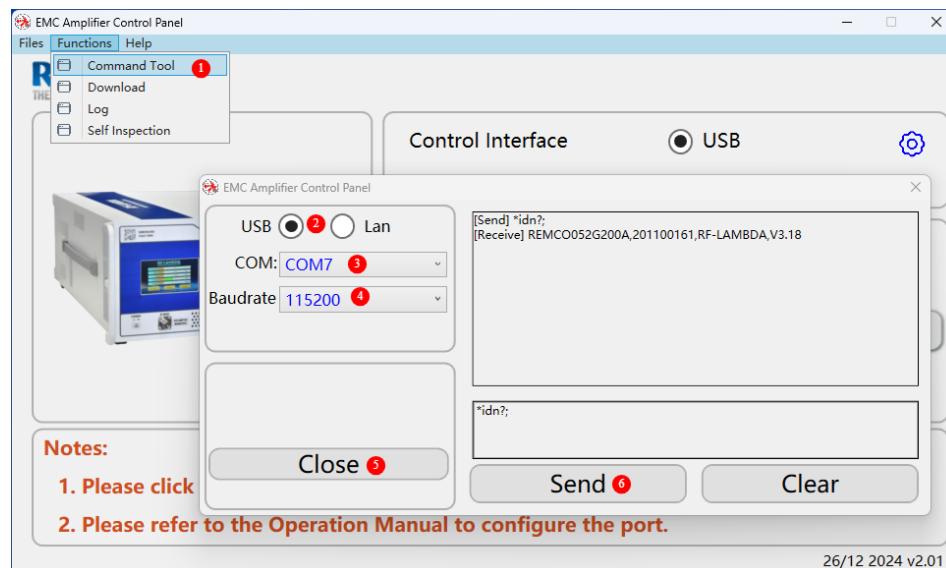 EMC Amplifier Control Panel
Files Functions Help
Command Tool 1
Download
Log
Self Inspection
R
THE
Control Interface USB
EMC Amplifier Control Panel
USB 2 Lan
COM: COM7 3
Baudrate 115200 4
[Send] *idn?;
[Receive] REMCO052G200A,201100161,RF-LAMBDA,V3.18
*idn?;
Close 5
Send 6 Clear
Notes:
1. Please click
2. Please refer to the Operation Manual to configure the port.
26/12 2024 v2.01